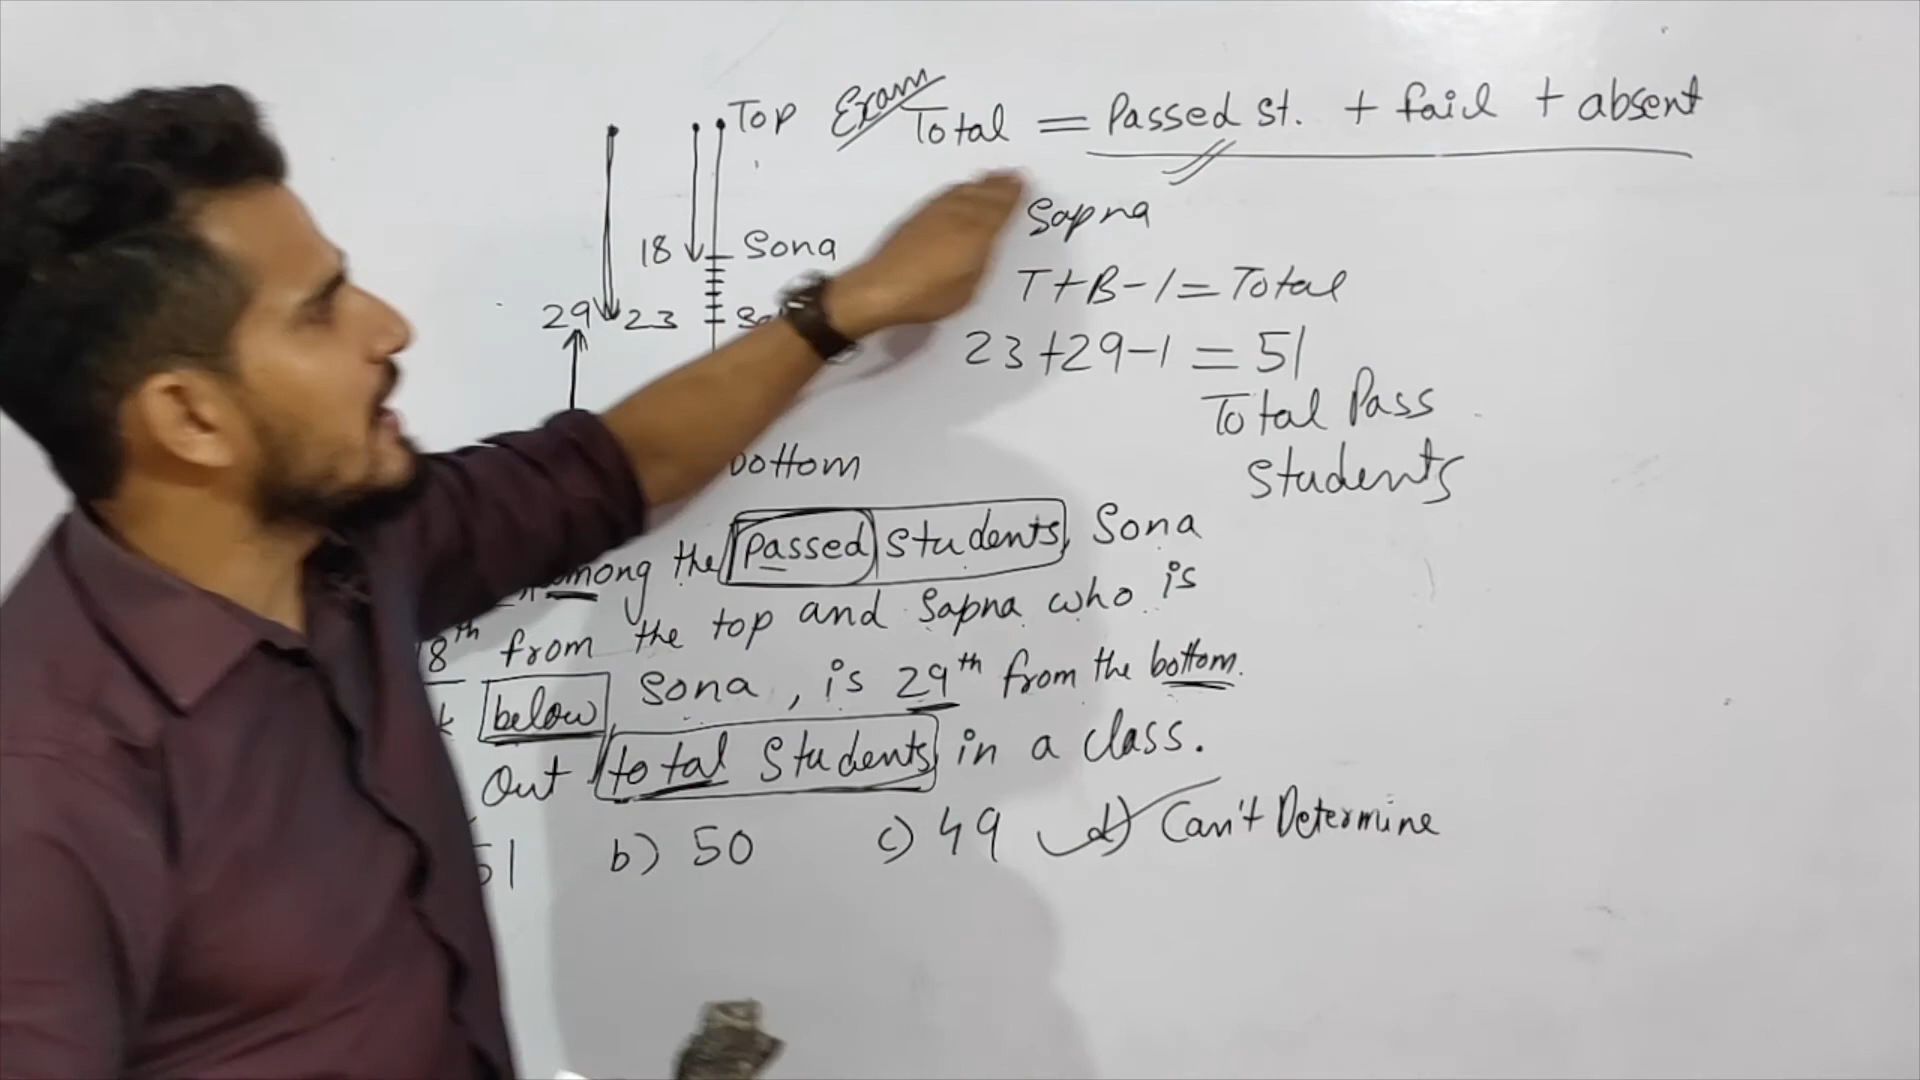 Top Exam
Total = Passed st. + fail + absent
Sapna
18 Sona
T+B-1=Total
29 23
23+29-1 = 51
Total Pass
Students
bottom
among the passed students, Sona
8th from the top and Sapna who is
below Sona, is 29th from the bottom.
Out total Students in a class.
51 b) 50 c) 49 d) Can't Determine